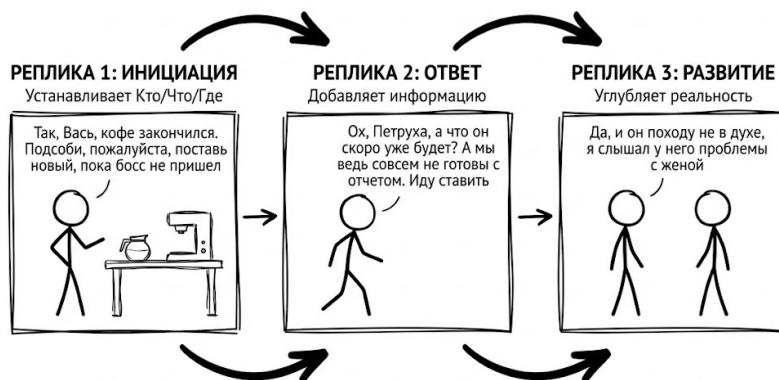 РЕПЛИКА 1: ИНИЦИАЦИЯ
Устанавливает Кто/Что/Где
Так, Вась, кофе закончился.
Подсоби, пожалуйста, поставь
новый, пока босс не пришел
РЕПЛИКА 2: ОТВЕТ
Добавляет информацию
Ох, Петруха, а что он
скоро уже будет? А мы
ведь совсем не готовы с
отчетом. Иду ставить
РЕПЛИКА 3: РАЗВИТИЕ
Углубляет реальность
Да, и он походу не в духе,
я слышал у него проблемы
с женой